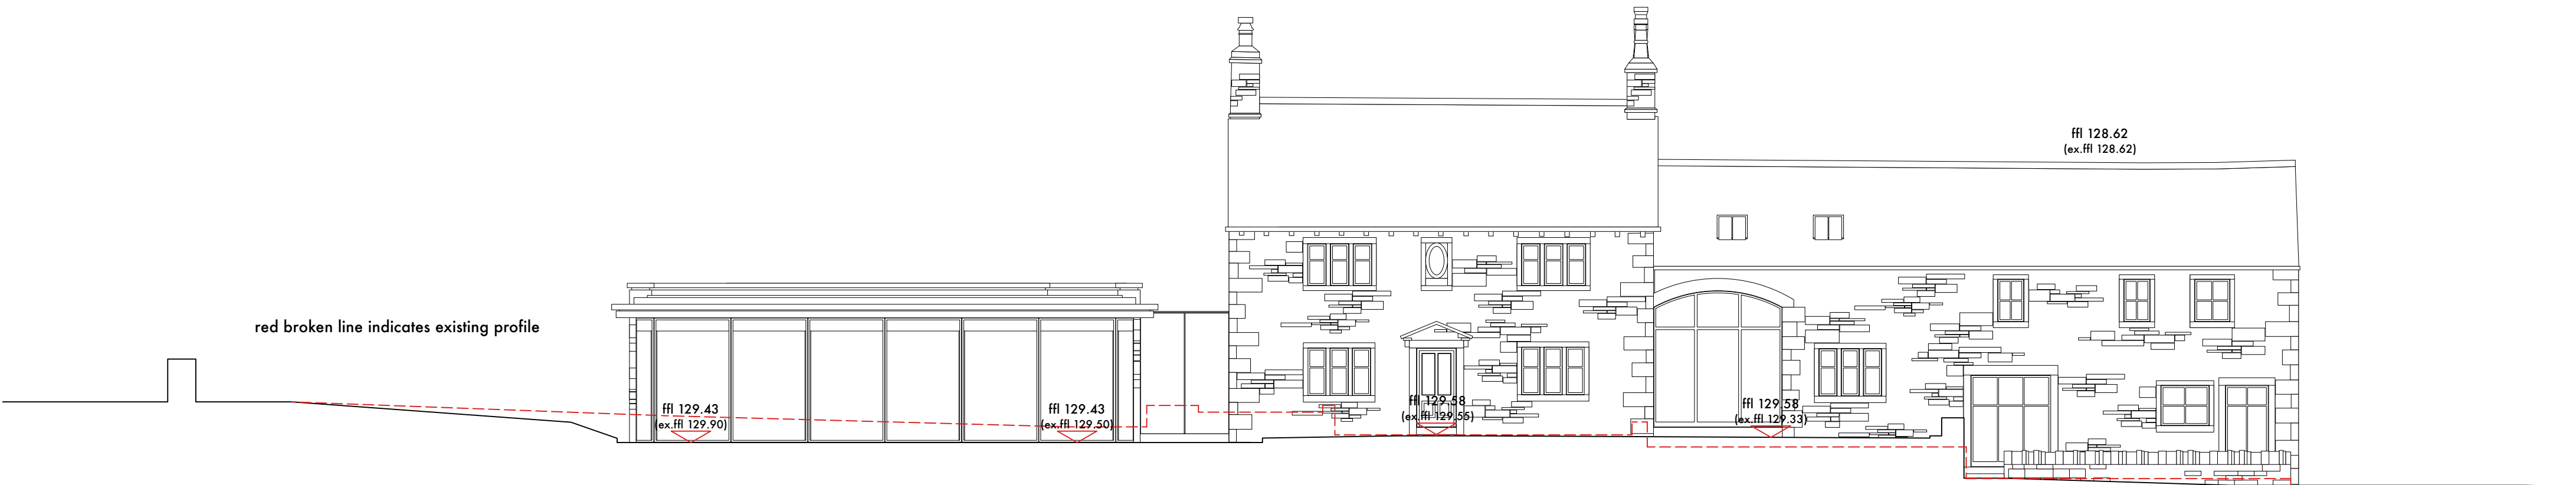 ffl 128.62
(ex.ffl 128.62)
red broken line indicates existing profile
ffl 129.43
(ex.ffl 129.90)
ffl 129.43
(ex.ffl 129.50)
ffl 129.58
(ex.ffl 129.55)
ffl 129.58
(ex.ffl 129.33)